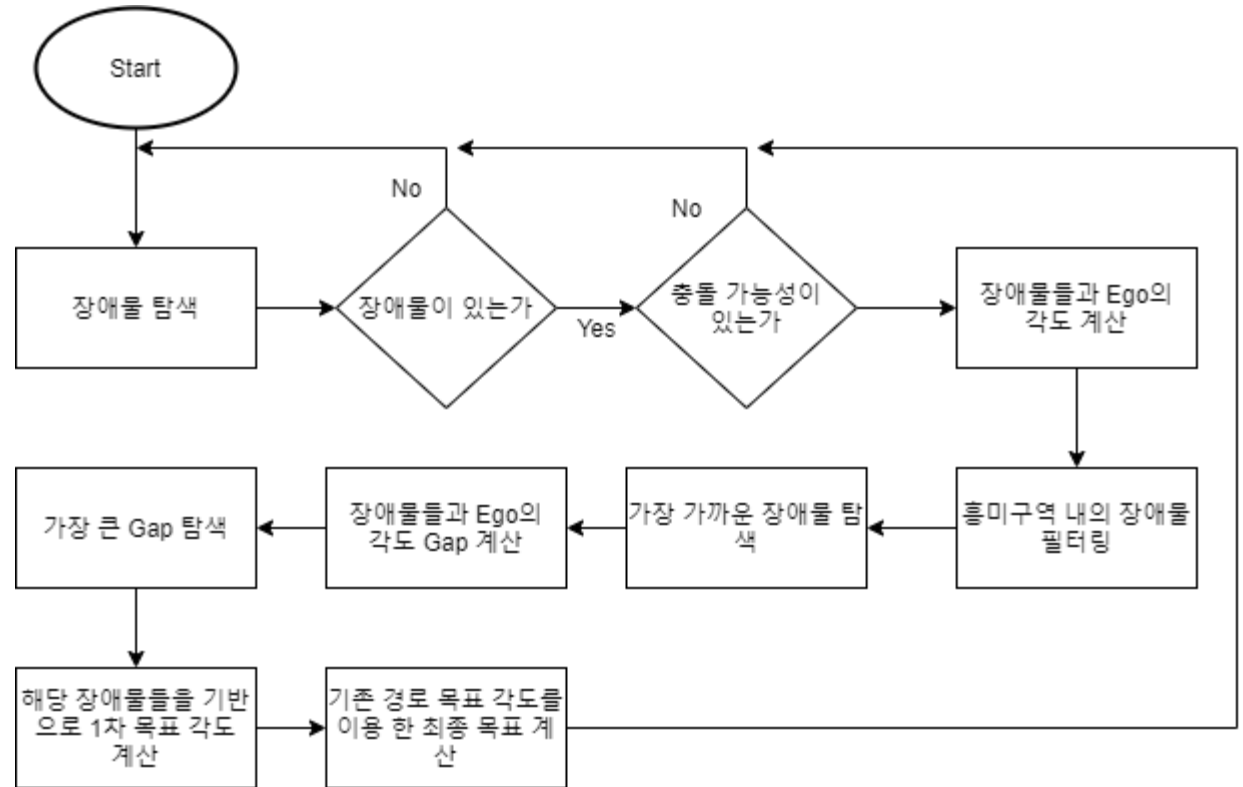 Start
No
No
장애물 탐색
장애물이 있는가
Yes
충돌 가능성이
있는가
장애물들과 Ego의
각도 계산
가장 큰 Gap 탐색
장애물들과 Ego의
각도 Gap 계산
가장 가까운 장애물 탐
색
흥미구역 내의 장애물
필터링
해당 장애물들을 기반
으로 1차 목표 각도
계산
기존 경로 목표 각도를
이용 한 최종 목표 계
산